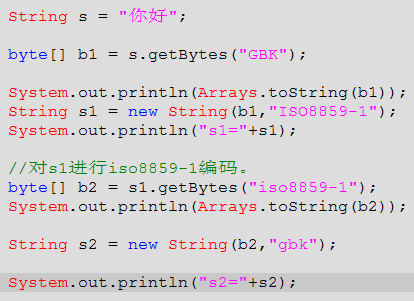 String s = "你好";
byte[] b1 = s.getBytes("GBK");
System.out.println(Arrays.toString(b1));
String s1 = new String(b1,"ISO8859-1");
System.out.println("s1="+s1);
//对s1进行iso8859-1编码。
byte[] b2 = s1.getBytes("iso8859-1");
System.out.println(Arrays.toString(b2));
String s2 = new String(b2,"gbk");
System.out.println("s2="+s2);